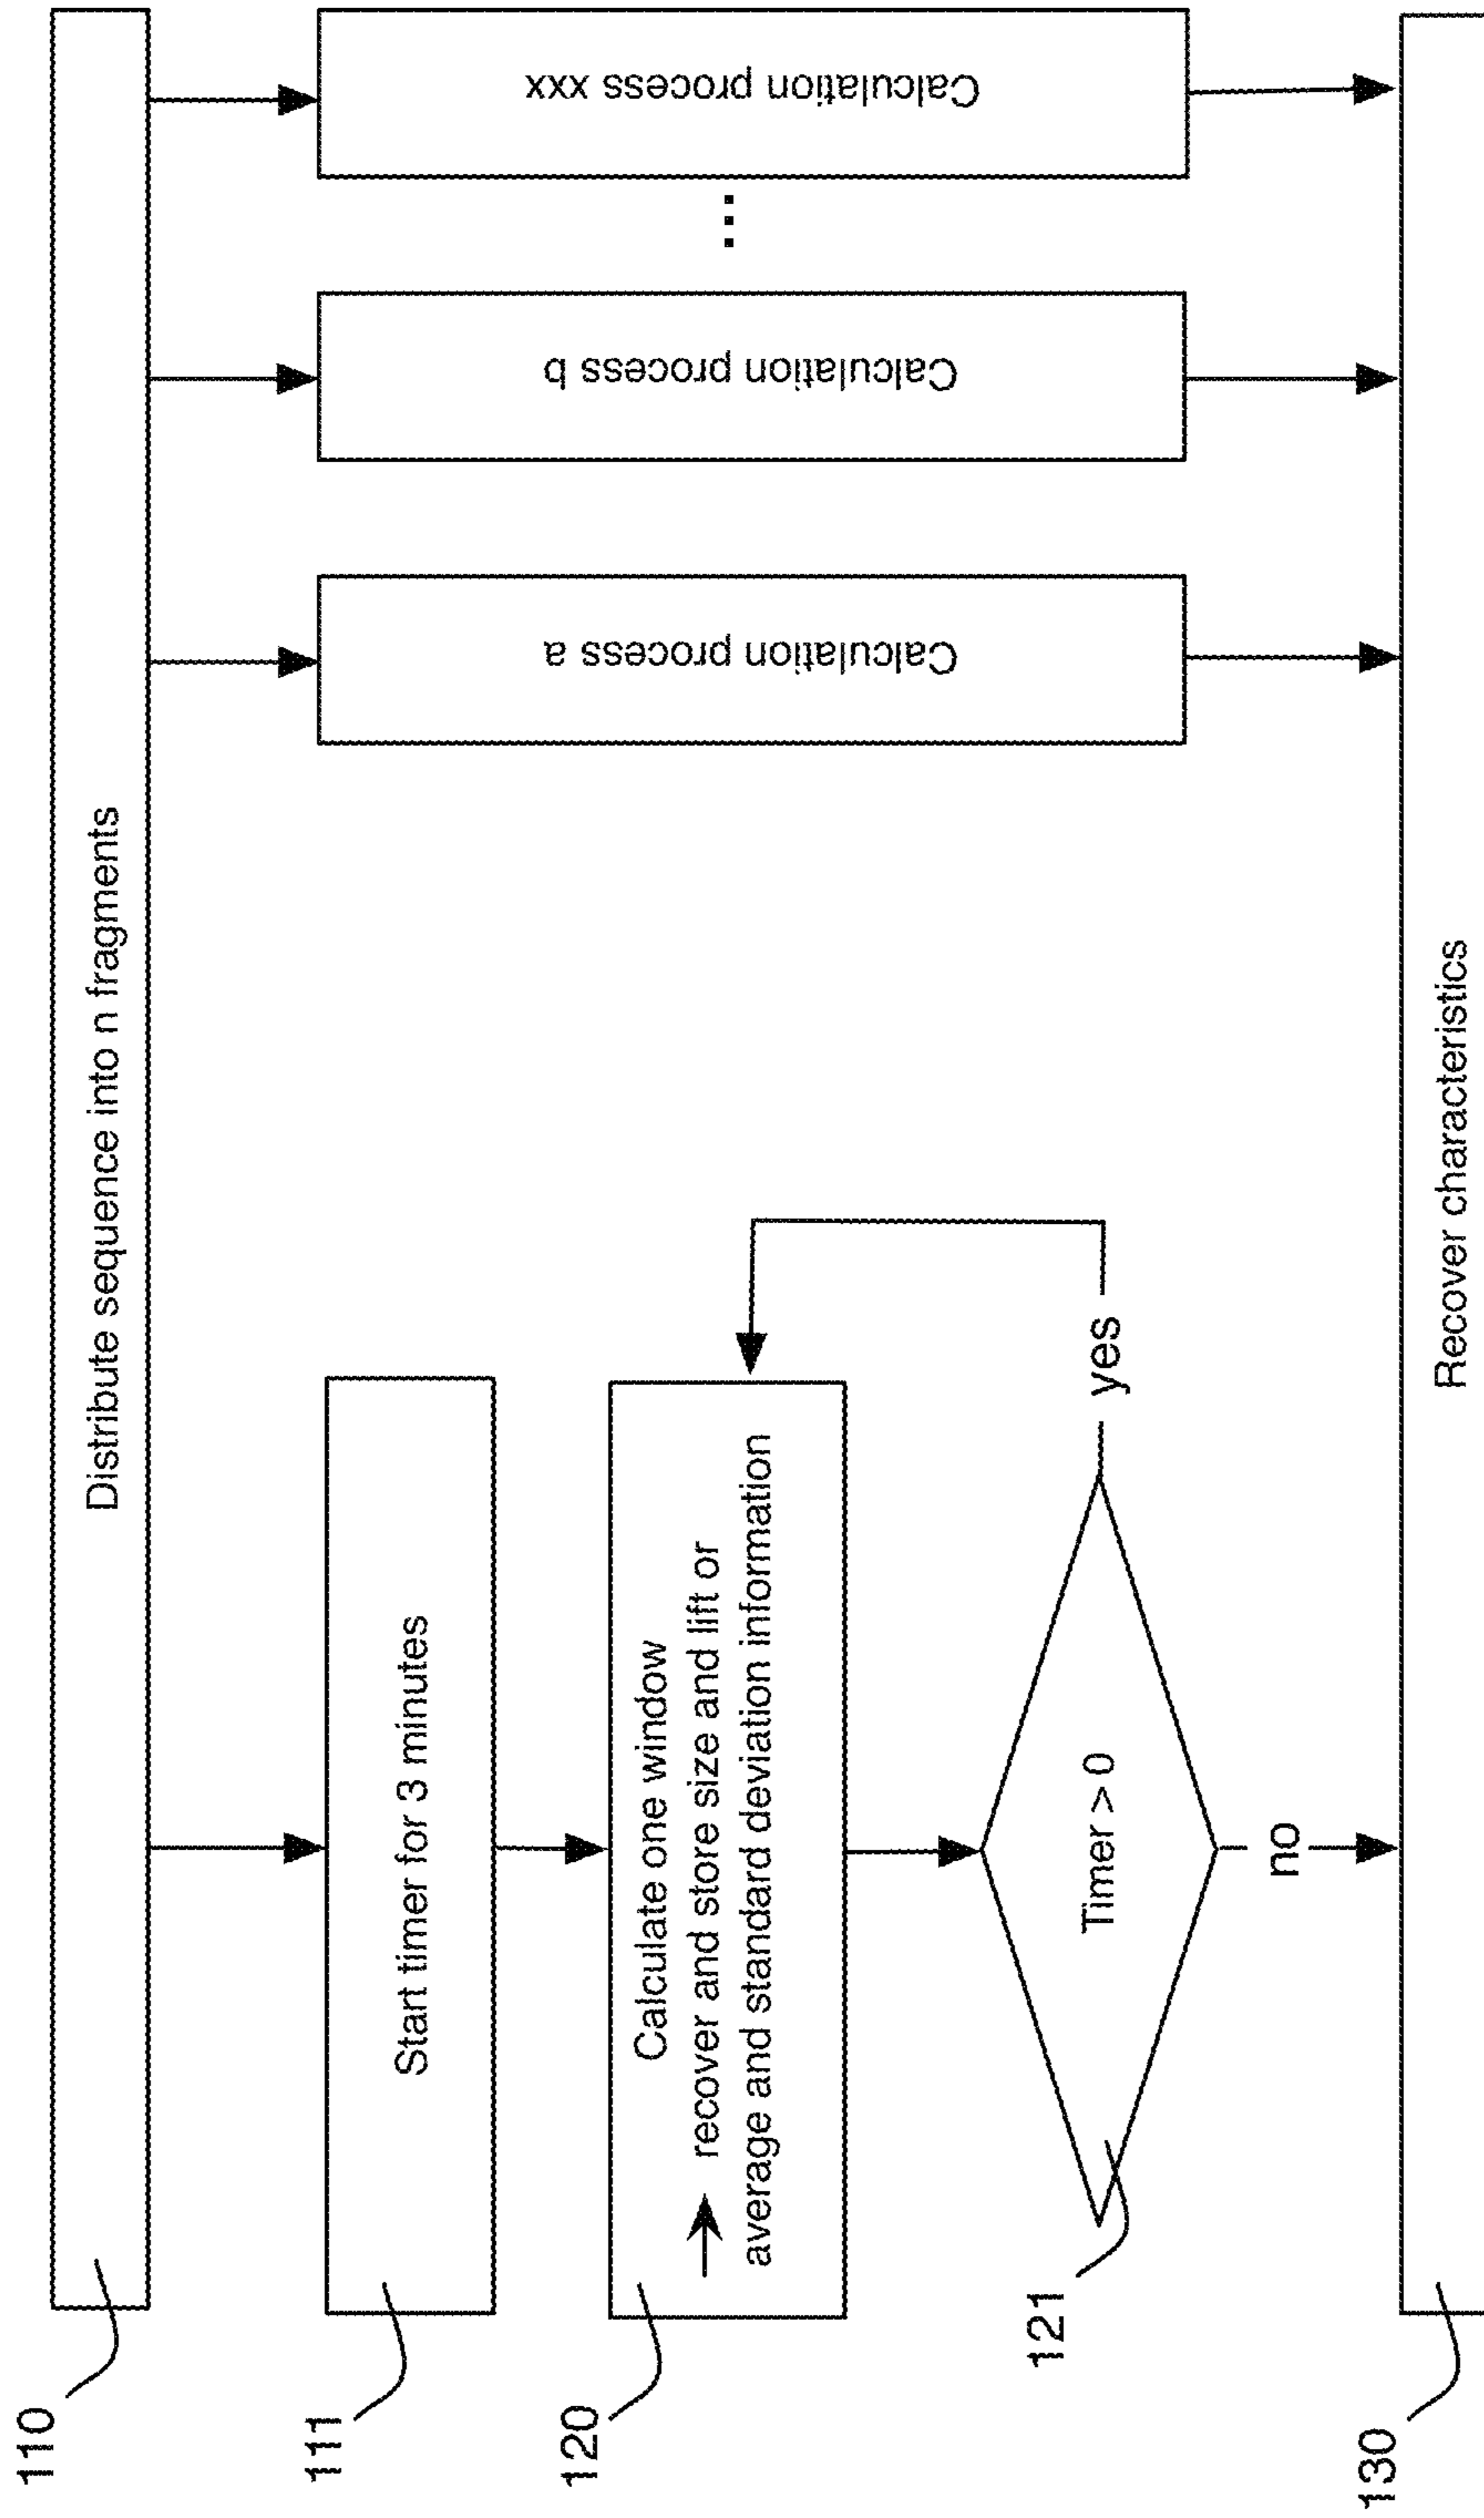 110
Distribute sequence into n fragments
111
Start timer for 3 minutes
120
Calculate one window
recover and store size and lift or
average and standard deviation information
121
Timer > 0
yes
no
Calculation process a
Calculation process b
...
Calculation process xxx
130
Recover characteristics